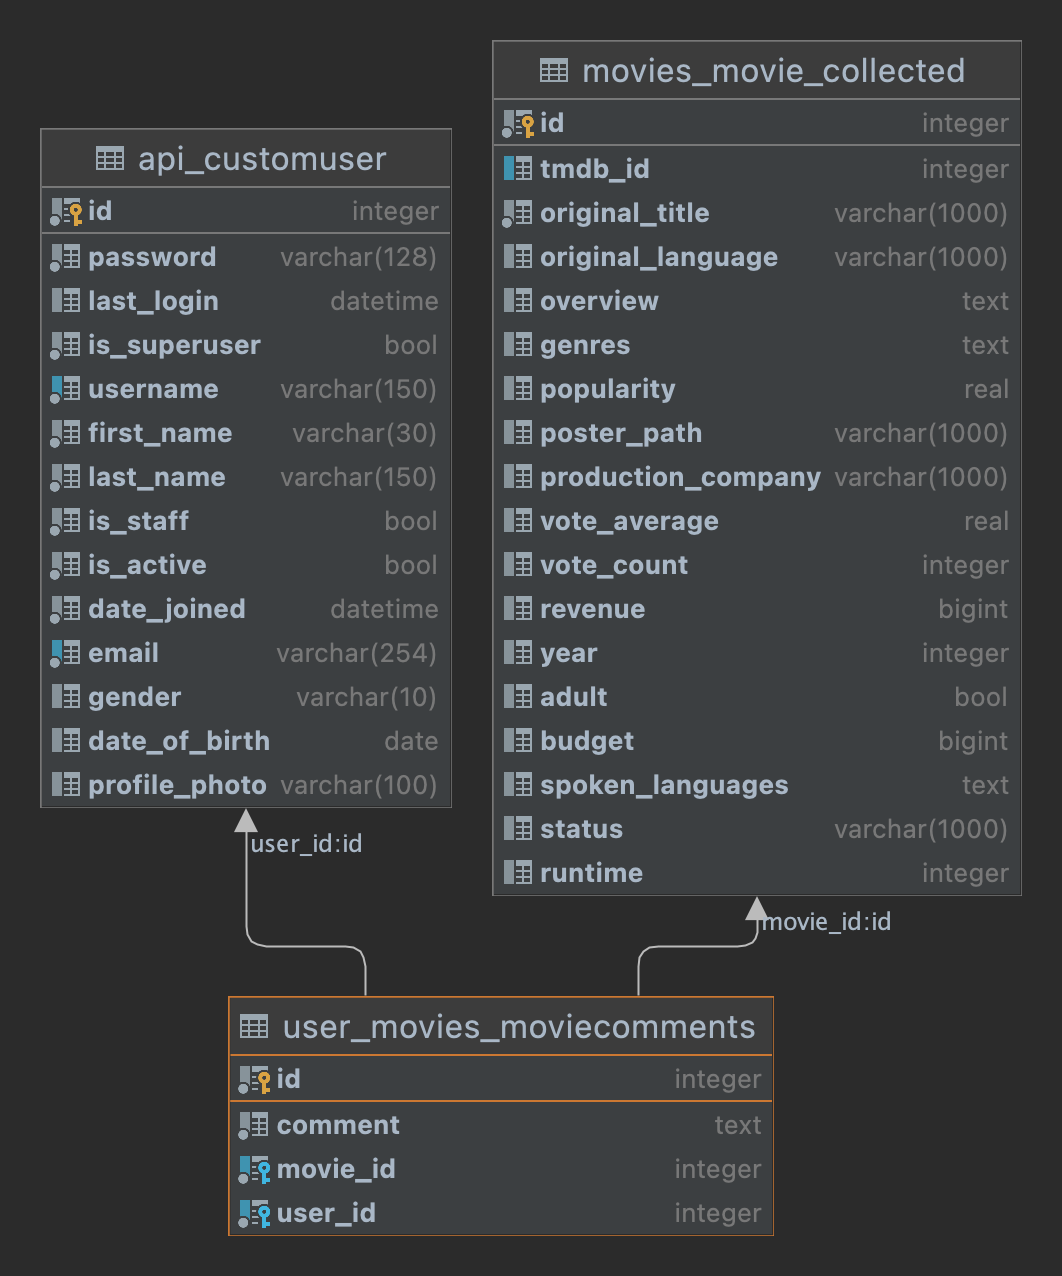 api_customuser
id integer
password varchar(128)
last_login datetime
is_superuser bool
username varchar(150)
first_name varchar(30)
last_name varchar(150)
is_staff bool
is_active bool
date_joined datetime
email varchar(254)
gender varchar(10)
date_of_birth date
profile_photo varchar(100)
user_id:id
movies_movie_collected
id integer
tmdb_id integer
original_title varchar(1000)
original_language varchar(1000)
overview text
genres text
popularity real
poster_path varchar(1000)
production_company varchar(1000)
vote_average real
vote_count integer
revenue bigint
year integer
adult bool
budget bigint
spoken_languages text
status varchar(1000)
runtime integer
movie_id:id
user_movies_moviecomments
id integer
comment text
movie_id integer
user_id integer